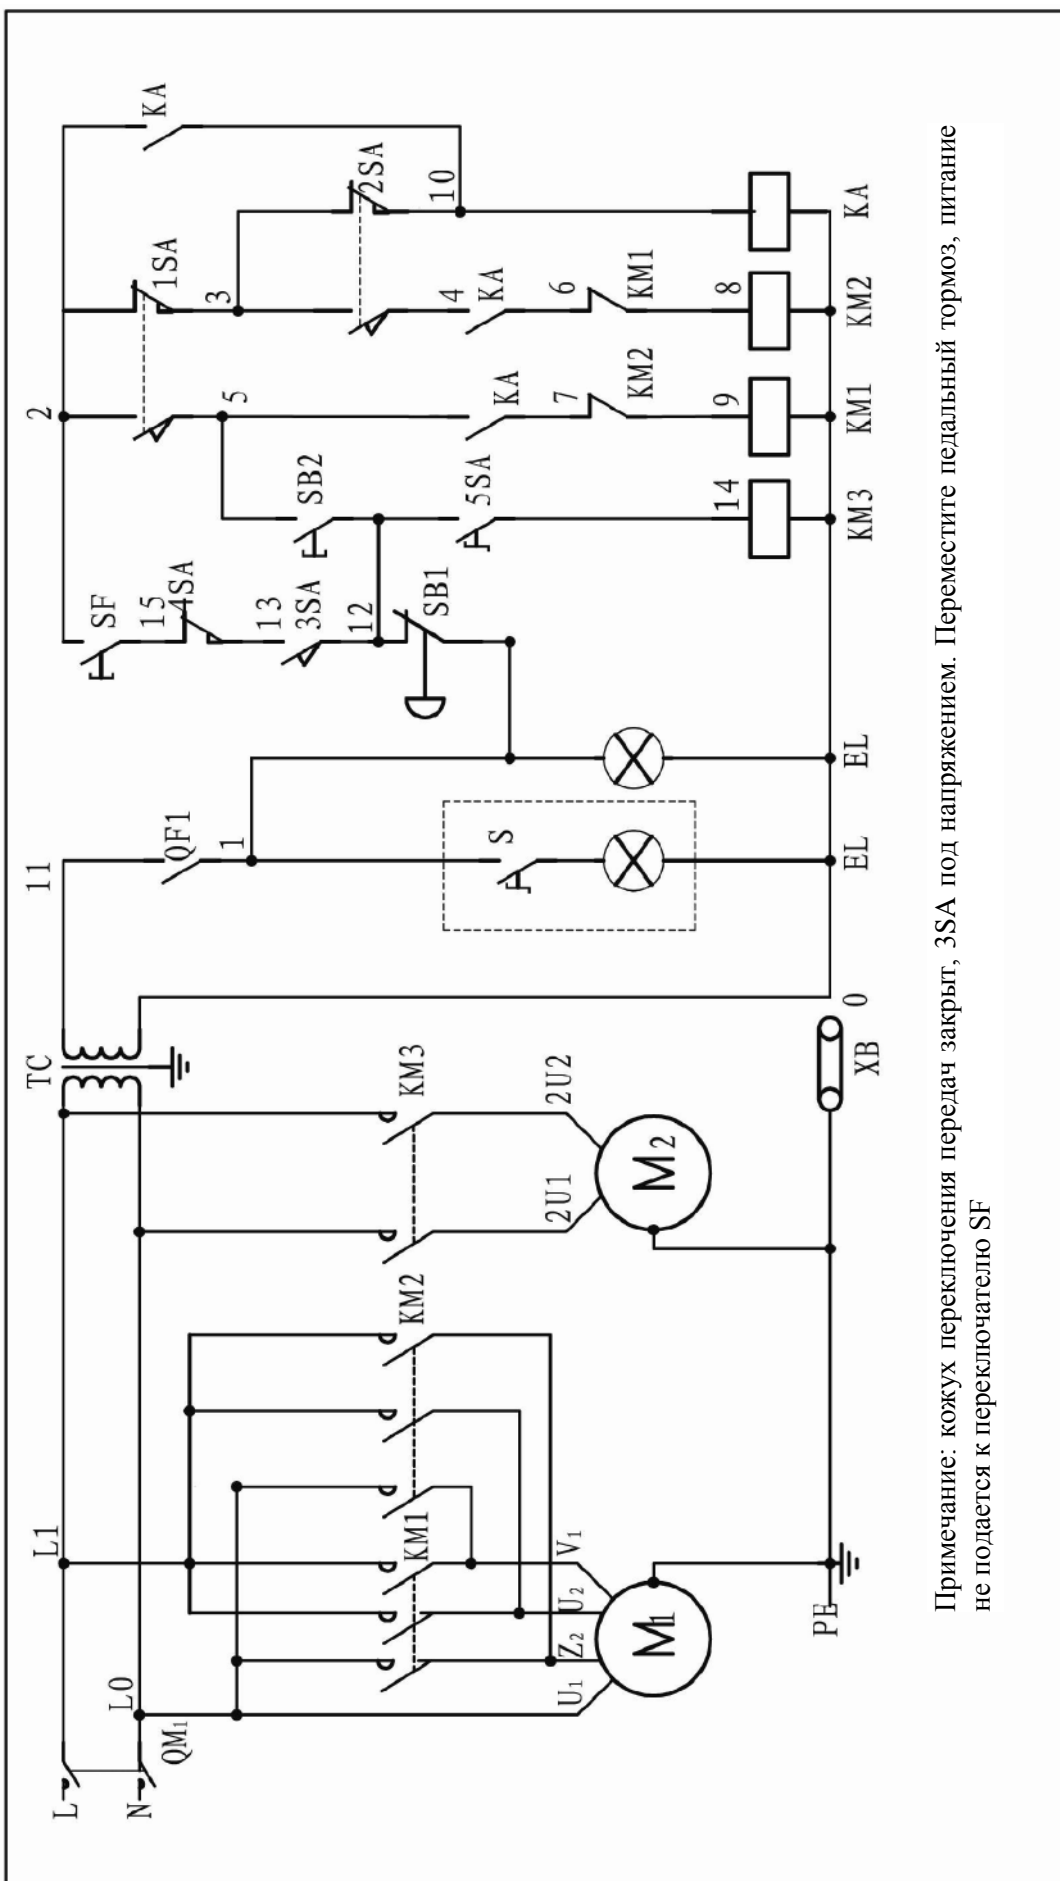 L
N
QM1
L0
L1
U1
Z2
U2
V1
M1
KM1
KM2
PE
TC
KM3
2U1
2U2
M2
XB
0
11
QF1
1
S
EL
EL
SF
15
4SA
13
3SA
12
SB1
2
5
SB2
5SA
14
KM3
KA
7
KM2
9
KM1
1SA
3
4
KA
6
KM1
8
KM2
KA
2SA
10
KA
Примечание: кожух переключения передач закрыт, 3SA под напряжением. Переместите педальный тормоз, питание
не подается к переключателю SF